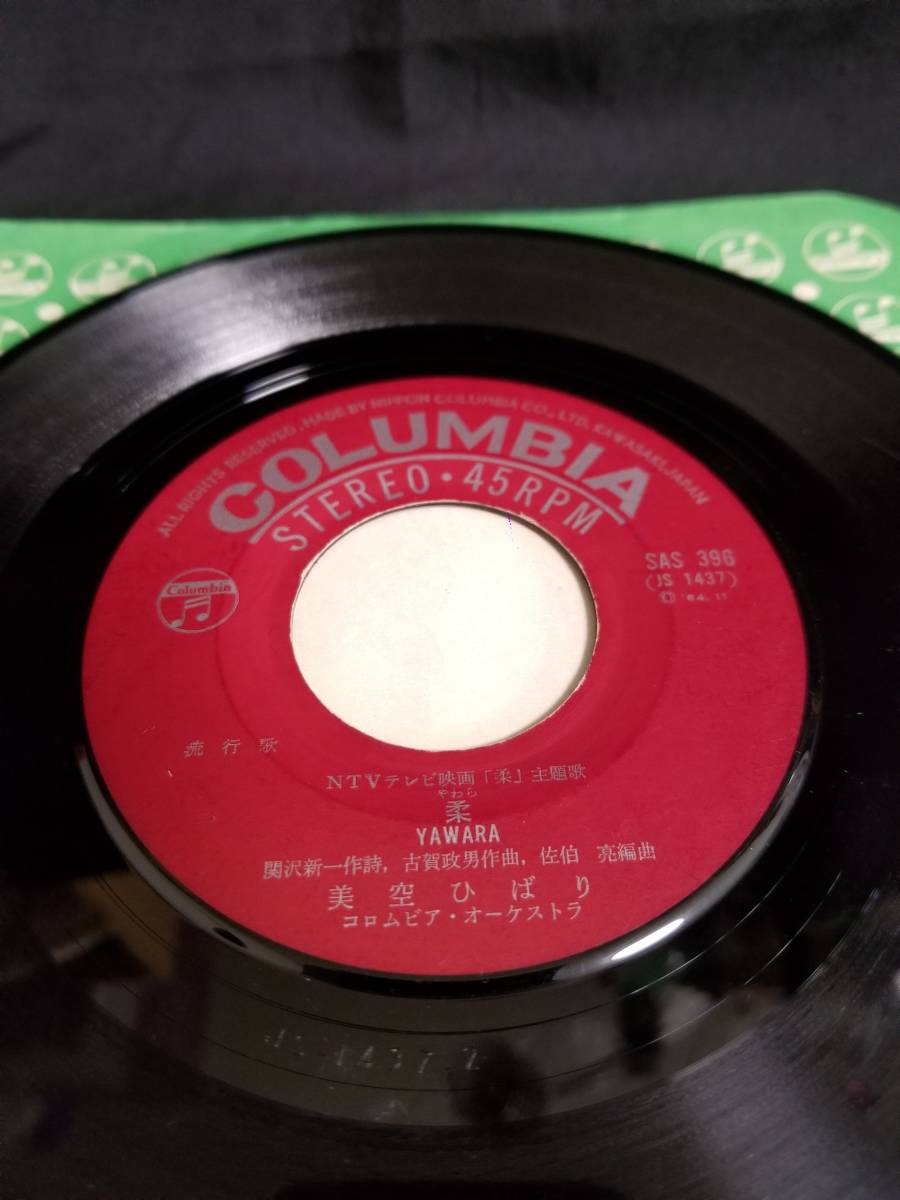 ALL RIGHTS RESERVED, MADE BY NIPPON COLUMBIA CO., LTD. KAWASAKI, JAPAN
COLUMBIA
STEREO・45RPM
SAS 396
(JS 1437)
Columbia
流行歌
NTVテレビ映画「柔」主題歌
やわら
柔
YAWARA
関沢新一作詩, 古賀政男作曲, 佐伯 亮編曲
美空ひばり
コロムビア・オーケストラ